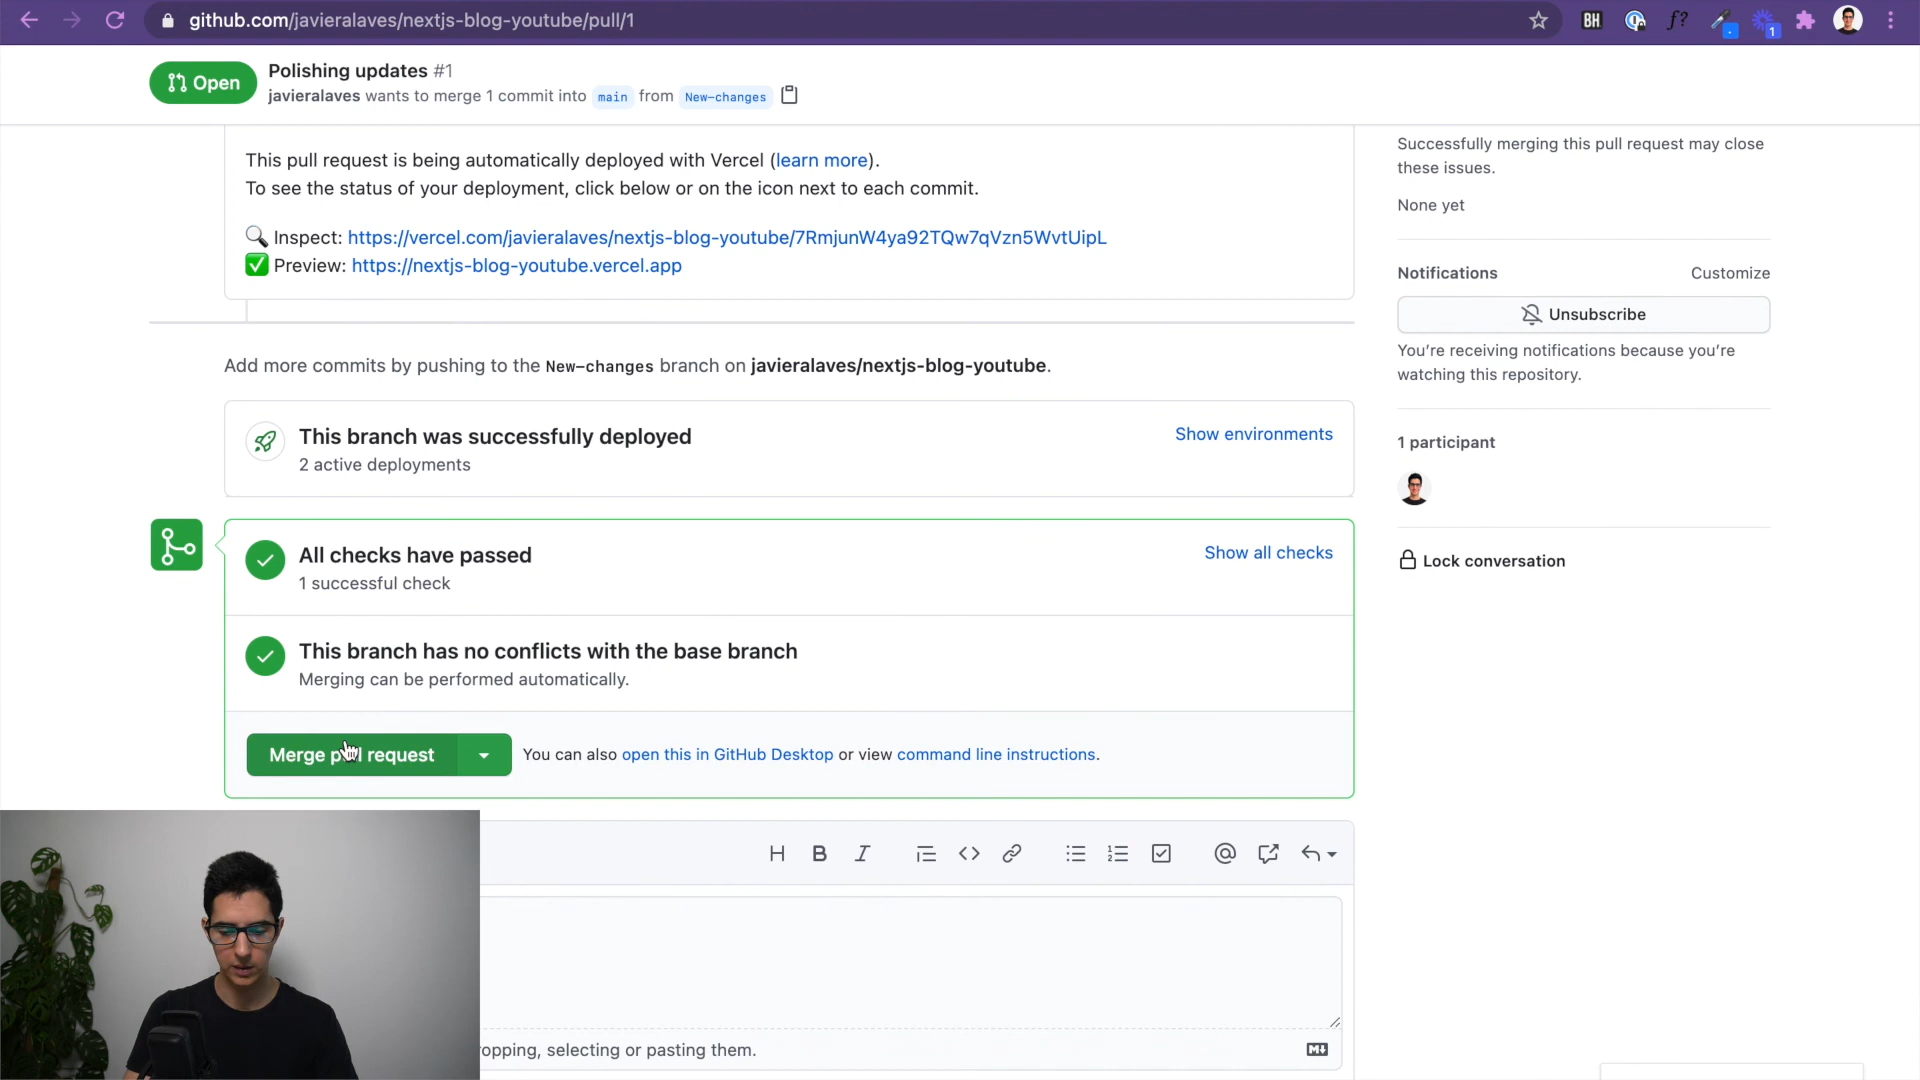 github.com/javieralaves/nextjs-blog-youtube/pull/1
BH
f?
1
Open
Polishing updates #1
javieralaves wants to merge 1 commit into main from New-changes
This pull request is being automatically deployed with Vercel (learn more).
To see the status of your deployment, click below or on the icon next to each commit.
Inspect: https://vercel.com/javieralaves/nextjs-blog-youtube/7RmjunW4ya92TQw7qVzn5WvtUipL
Preview: https://nextjs-blog-youtube.vercel.app
Add more commits by pushing to the New-changes branch on javieralaves/nextjs-blog-youtube.
This branch was successfully deployed
2 active deployments
Show environments
All checks have passed
1 successful check
Show all checks
This branch has no conflicts with the base branch
Merging can be performed automatically.
Merge pull request
You can also open this in GitHub Desktop or view command line instructions.
H B I
ropping, selecting or pasting them.
Successfully merging this pull request may close
these issues.
None yet
Notifications
Customize
Unsubscribe
You're receiving notifications because you're
watching this repository.
1 participant
Lock conversation